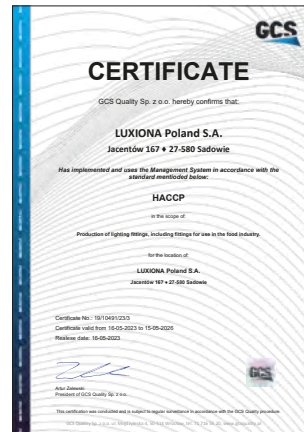 GCS
CERTIFICATE
GCS Quality Sp. z o.o. hereby confirms that:
LUXIONA Poland S.A.
Jacentów 167 ♦ 27-580 Sadowie
Has implemented and uses the Management System in accordance with the
standard mentioded below:
HACCP
in the scope of:
Production of lighting fittings, including fittings for use in the food industry.
for the location of:
LUXIONA Poland S.A.
Jacentów 167 ♦ 27-580 Sadowie
Certificate No.: 19/10491/23/3
Certificate valid from 16-05-2023 to 15-05-2026
Reslese date: 16-05-2023
GCS
Artur Zalewski
President of GCS Quality Sp. z o.o.
This certification was conducted and is subject to regular surveillance in accordance with the GCS Quality procedure.